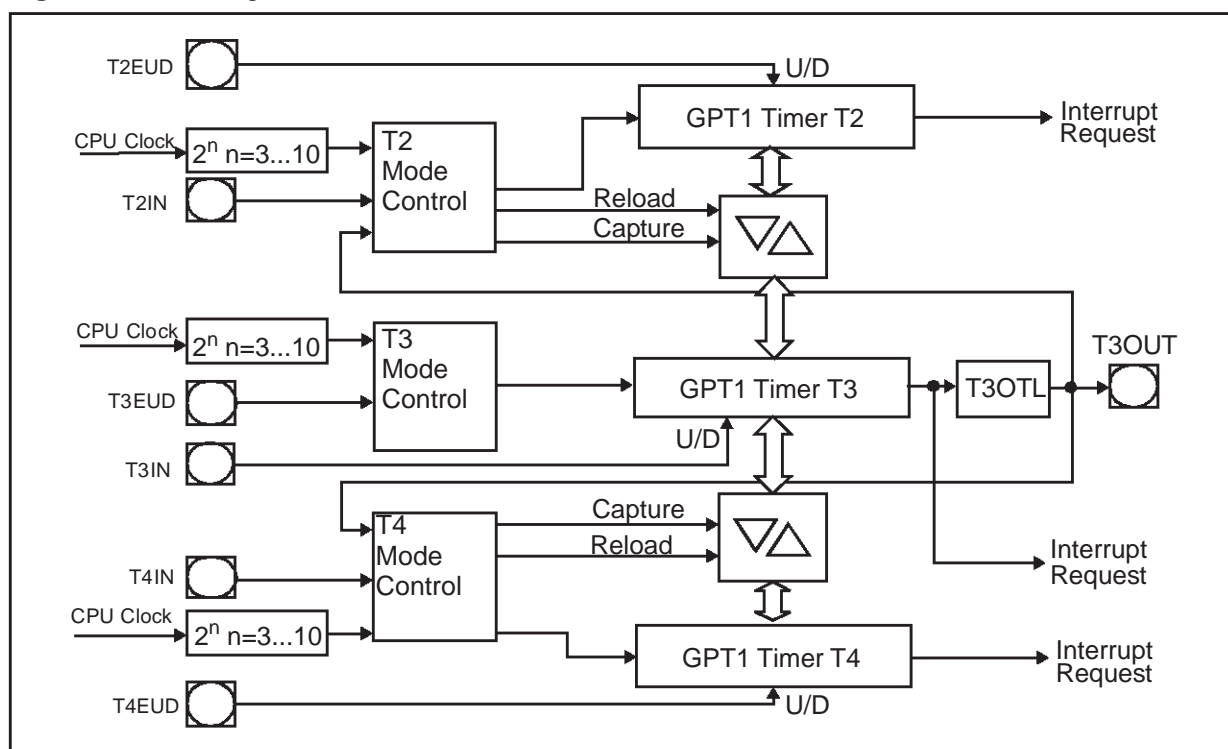 T2EUD
U/D
GPT1 Timer T2
Interrupt
Request
CPU Clock
2ⁿ n=3...10
T2
Mode
Control
T2IN
Reload
Capture
CPU Clock
2ⁿ n=3...10
T3
Mode
Control
T3EUD
GPT1 Timer T3
T3OTL
T3OUT
U/D
T3IN
T4
Mode
Control
Capture
Reload
T4IN
Interrupt
Request
CPU Clock
2ⁿ n=3...10
GPT1 Timer T4
Interrupt
Request
T4EUD
U/D